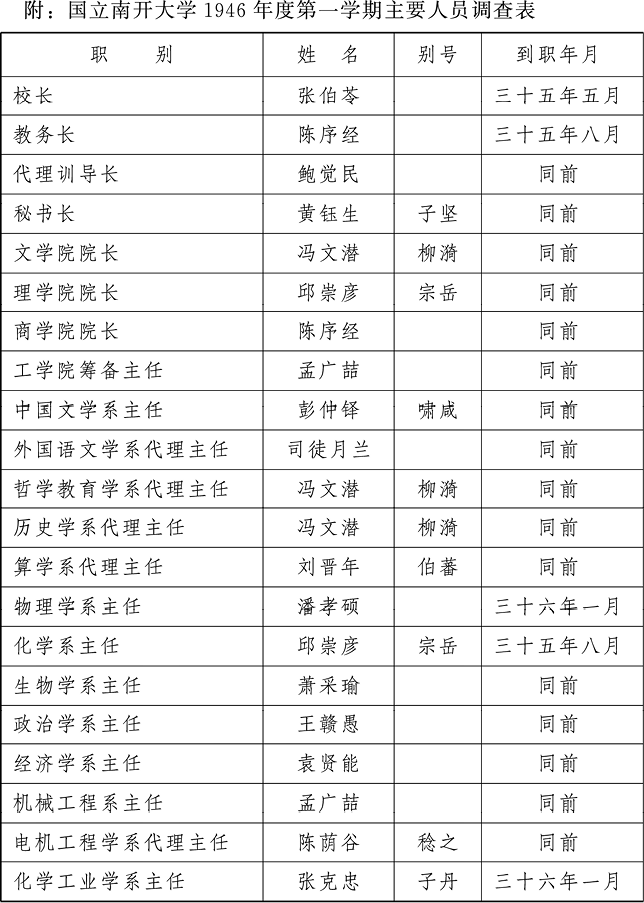 附：国立南开大学1946年度第一学期主要人员调查表
职 别 姓 名 别号 到职年月
校长 张伯苓 三十五年五月
教务长 陈序经 三十五年八月
代理训导长 鲍觉民 同前
秘书长 黄钰生 子坚 同前
文学院院长 冯文潜 柳漪 同前
理学院院长 邱崇彦 宗岳 同前
商学院院长 陈序经 同前
工学院筹备主任 孟广喆 同前
中国文学系主任 彭仲铎 啸咸 同前
外国语文学系代理主任 司徒月兰 同前
哲学教育学系代理主任 冯文潜 柳漪 同前
历史学系代理主任 冯文潜 柳漪 同前
算学系代理主任 刘晋年 伯蕃 同前
物理学系主任 潘孝硕 三十六年一月
化学系主任 邱崇彦 宗岳 三十五年八月
生物学系主任 萧采瑜 同前
政治学系主任 王赣愚 同前
经济学系主任 袁贤能 同前
机械工程系主任 孟广喆 同前
电机工程学系代理主任 陈荫谷 稔之 同前
化学工业学系主任 张克忠 子丹 三十六年一月